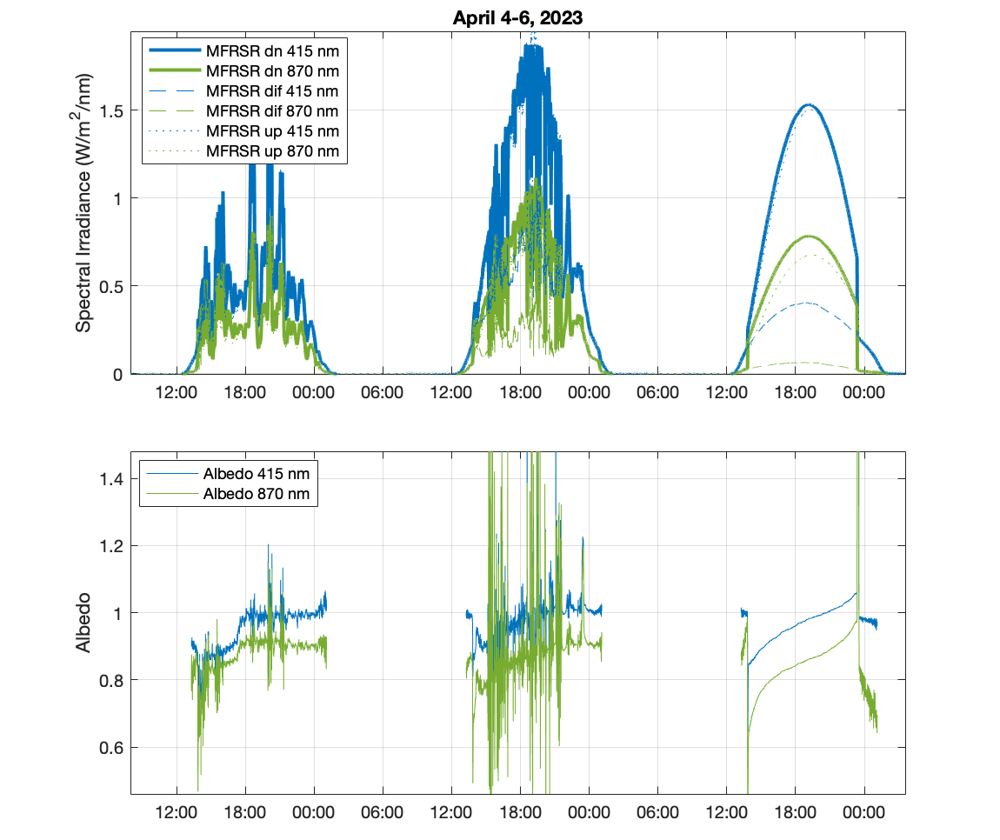 April 4-6, 2023
MFRSR dn 415 nm
MFRSR dn 870 nm
MFRSR dif 415 nm
MFRSR dif 870 nm
MFRSR up 415 nm
MFRSR up 870 nm
Spectral Irradiance (W/m²/nm)
1.5
1
0.5
0
12:00 18:00 00:00 06:00 12:00 18:00 00:00 06:00 12:00 18:00 00:00
Albedo 415 nm
Albedo 870 nm
Albedo
1.4
1.2
1
0.8
0.6
12:00 18:00 00:00 06:00 12:00 18:00 00:00 06:00 12:00 18:00 00:00